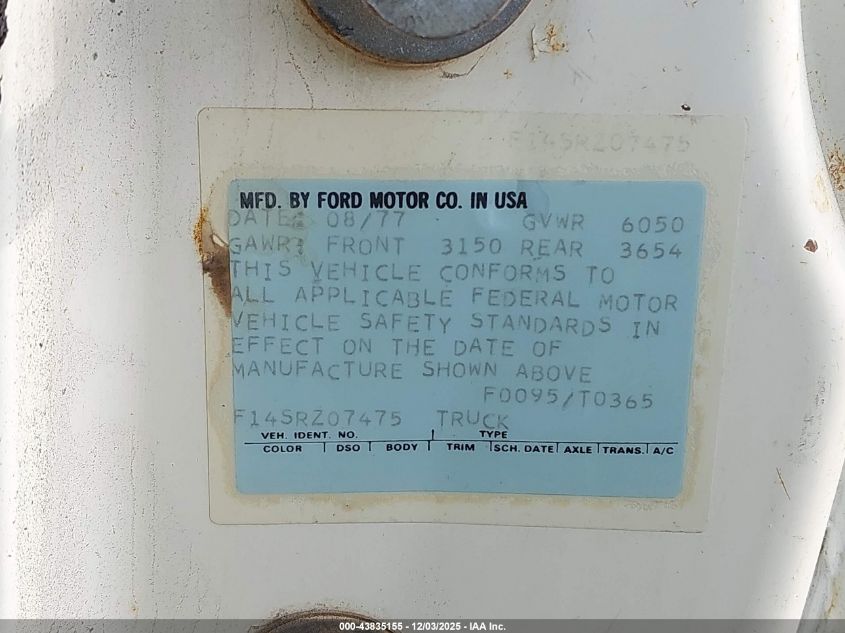 F14SRZ07475
MFD. BY FORD MOTOR CO. IN USA
DATE: 08/77 GVWR 6050
GAWR: FRONT 3150 REAR 3654
THIS VEHICLE CONFORMS TO
ALL APPLICABLE FEDERAL MOTOR
VEHICLE SAFETY STANDARDS IN
EFFECT ON THE DATE OF
MANUFACTURE SHOWN ABOVE
F0095/T0365
F14SRZ07475 TRUCK
VEH. IDENT. NO. TYPE
COLOR DSO BODY TRIM SCH. DATE AXLE TRANS. A/C
000-43835155 - 12/03/2025 - IAA Inc.